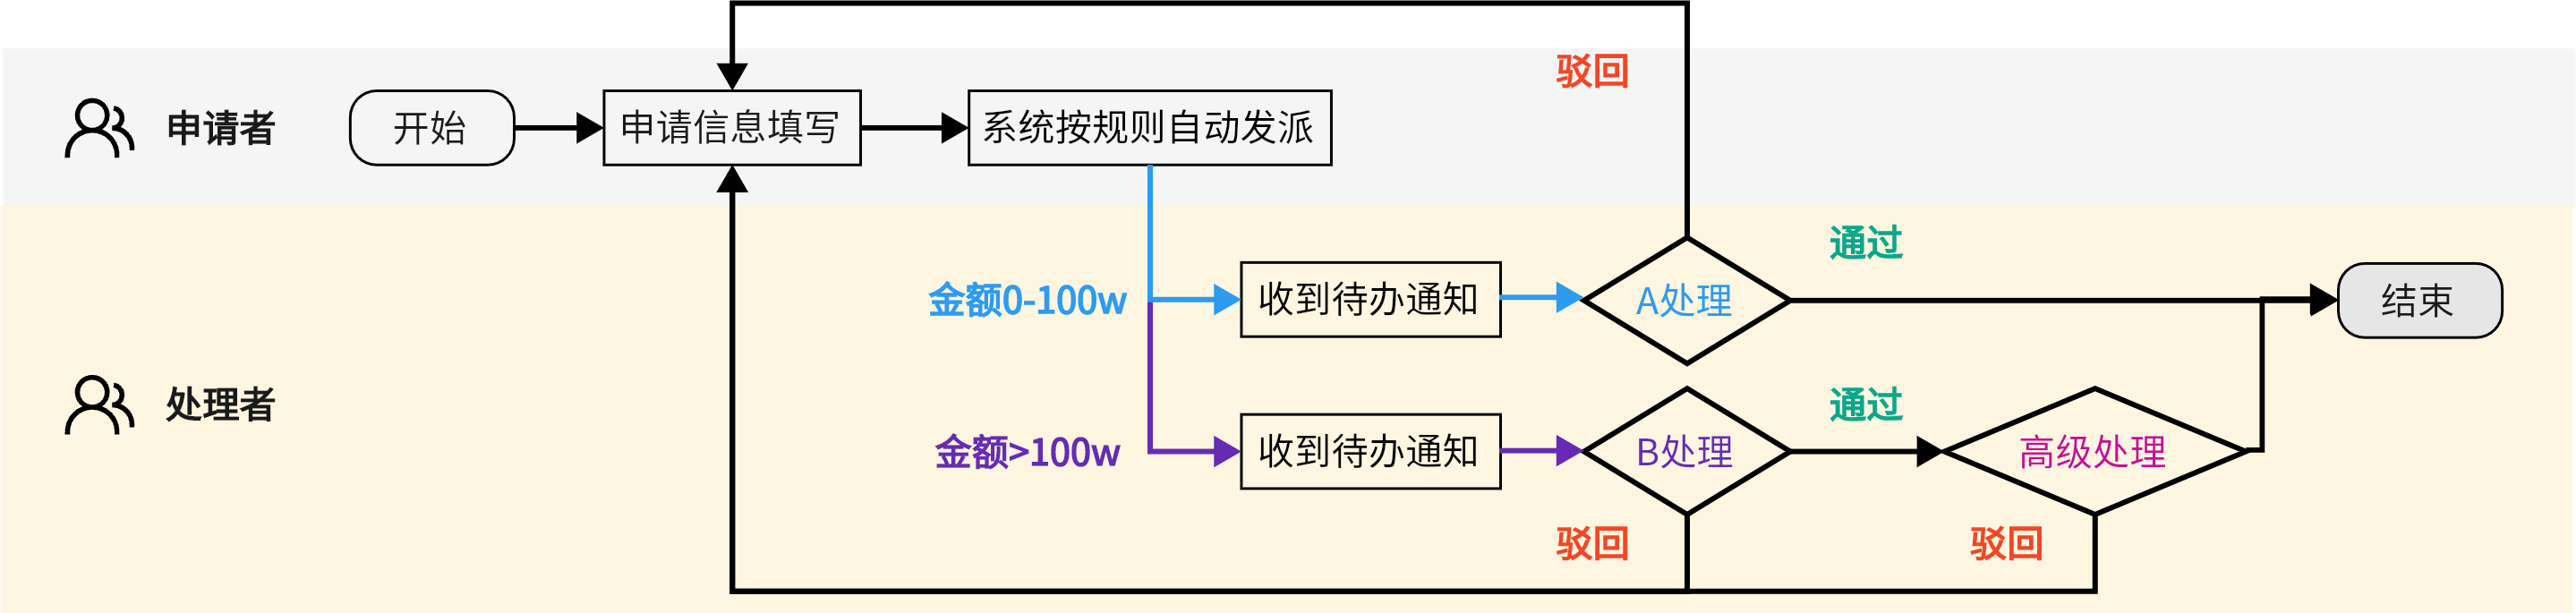 驳回
申请者
开始
申请信息填写
系统按规则自动发派
通过
金额0-100w
收到待办通知
A处理
结束
处理者
通过
金额>100w
收到待办通知
B处理
高级处理
驳回
驳回